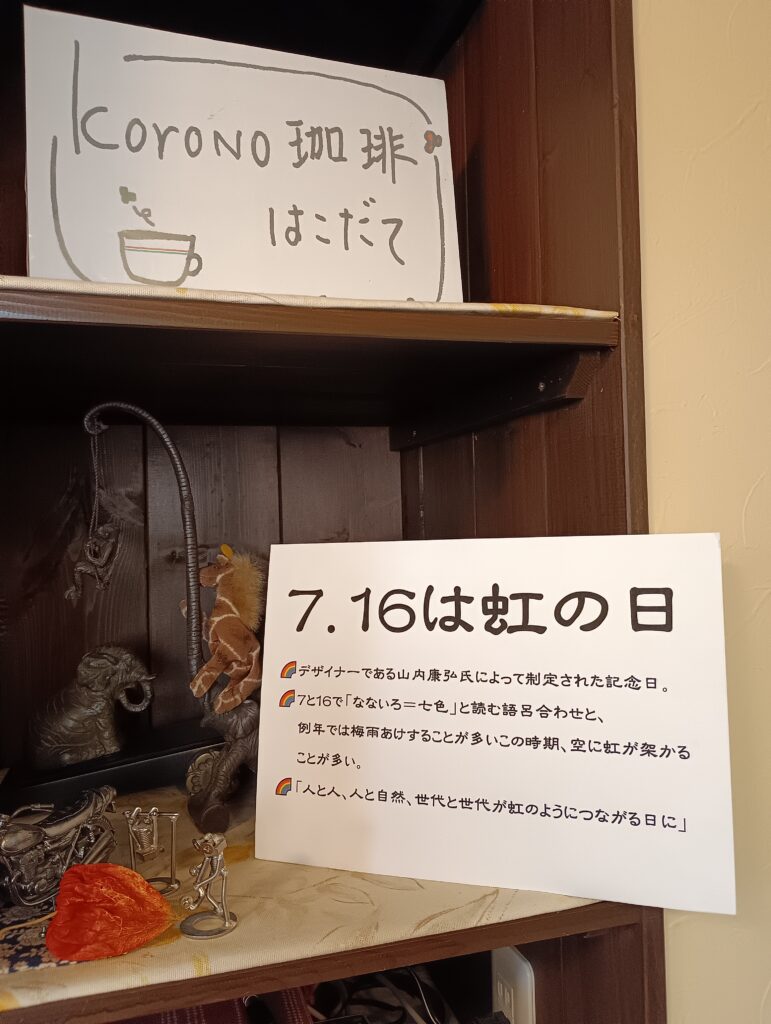 Korono 珈琲
はこだて
7.16は虹の日
デザイナーである山内康弘氏によって制定された記念日。
7と16で「なないろ=七色」と読む語呂合わせと、
例年では梅雨あけすることが多いこの時期、空に虹が架かる
ことが多い。
「人と人、人と自然、世代と世代が虹のようにつながる日に」